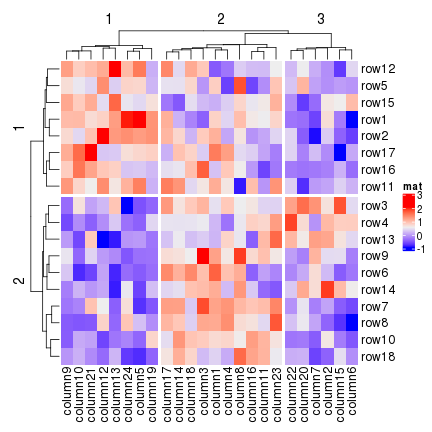 1 2 3
1
2
row12
row5
row15
row1
row2
row17
row16
row11
row3
row4
row13
row9
row6
row14
row7
row8
row10
row18
mat
3
2
1
0
-1
column9
column10
column21
column12
column13
column24
column5
column19
column17
column14
column18
column3
column1
column4
column8
column16
column11
column23
column22
column20
column7
column2
column15
column6